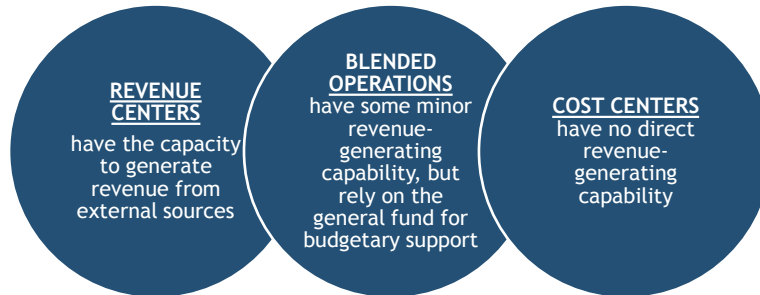 REVENUE
CENTERS
have the capacity
to generate
revenue from
external sources
BLENDED
OPERATIONS
have some minor
revenue-
generating
capability, but
rely on the
general fund for
budgetary support
COST CENTERS
have no direct
revenue-
generating
capability